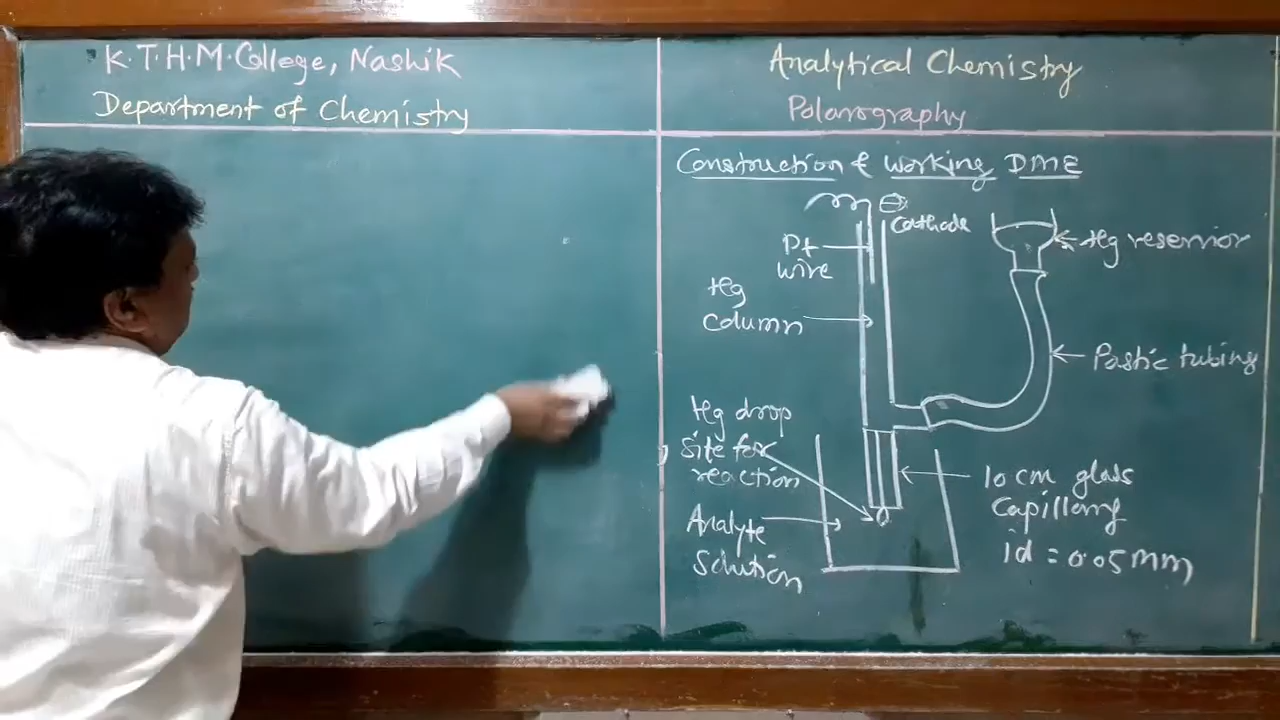 K.T.H.M. College, Nashik
Department of Chemistry
Analytical Chemistry
Polarography
Construction & working DME
⊖
Cathode
Pt
wire
Hg
column
Hg reservior
Plastic tubing
Hg drop
site for
reaction
10 cm glass
capillary
id = 0.05 mm
Analyte
Solution